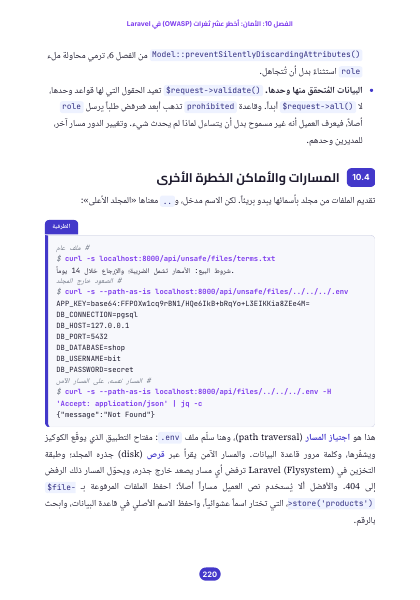 الفصل 10: الأمان: أخطر عشر ثغرات (OWASP) في Laravel
Model::preventSilentlyDiscardingAttributes() من الفصل 6، ترمي محاولة ملء
role استثناءً بدل أن تُتجاهل.
• البيانات المُتحقق منها وحدها. $request->validate() تعيد الحقول التي لها قواعد وحدها،
لا $request->all() أبداً. وقاعدة prohibited تذهب أبعد فعرفض طلباً يُرسل role
أصلاً، فيعرف العميل أنه غير مسموح بدل أن يتساءل لماذا لم يحدث شيء. وتغيير الدور مسار آخر،
للمديرين وحدهم.
10.4 المسارات والأماكن الخطرة الأخرى
تقديم الملفات من مجلد بأسمائها يبدو بريئاً. لكن الاسم مدخل، و .. معناها «المجلد الأعلى»:
الطرفية
# ملف عام
$ curl -s localhost:8000/api/unsafe/files/terms.txt
شروط البيع: الأسعار تشمل الضريبة، والإرجاع خلال 14 يوماً.
# الصعود خارج المجلد
$ curl -s --path-as-is localhost:8000/api/unsafe/files/../../../.env
APP_KEY=base64:FFPOXw1cq9rBN1/HQe6IkB+bRqYo+L3EIKKia8ZEe4M=
DB_CONNECTION=pgsql
DB_HOST=127.0.0.1
DB_PORT=5432
DB_DATABASE=shop
DB_USERNAME=bit
DB_PASSWORD=secret
# المسار نفسه، على المسار الآمن
$ curl -s --path-as-is localhost:8000/api/files/../../../.env -H
'Accept: application/json' | jq -c
{"message":"Not Found"}
هذا هو اجتياز المسار (path traversal)، وهنا سلّم ملف .env: مفتاح التطبيق الذي يوقّع الكوكيز
ويشفّرها، وكلمة مرور قاعدة البيانات. والمسار الآمن يقرأ عبر قرص (disk) جذره المجلد؛ وطبقة
التخزين في Laravel (Flysystem) ترفض أي مسار يصعد خارج جذره، ويحوّل المسار ذلك الرفض
إلى 404. والأفضل ألا يُستخدم نص العميل مساراً أصلاً: احفظ الملفات المرفوعة بـ $file-
>store('products')، التي تختار اسماً عشوائياً، واحفظ الاسم الأصلي في قاعدة البيانات، وابحث
بالرقم.
220